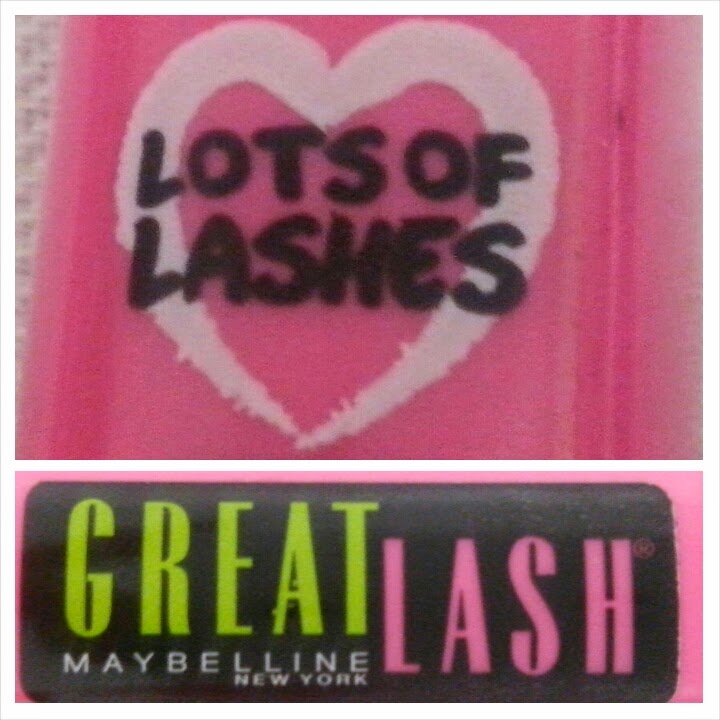 LOTS OF
LASHES
GREAT LASH®
MAYBELLINE
NEW YORK